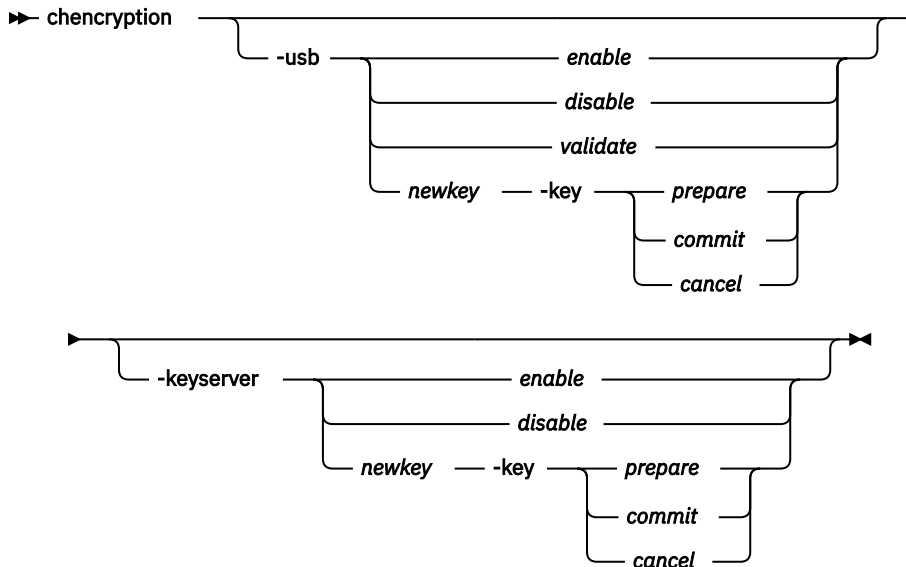 chencryption
-usb enable
disable
validate
newkey -key prepare
commit
cancel
-keyserver enable
disable
newkey -key prepare
commit
cancel